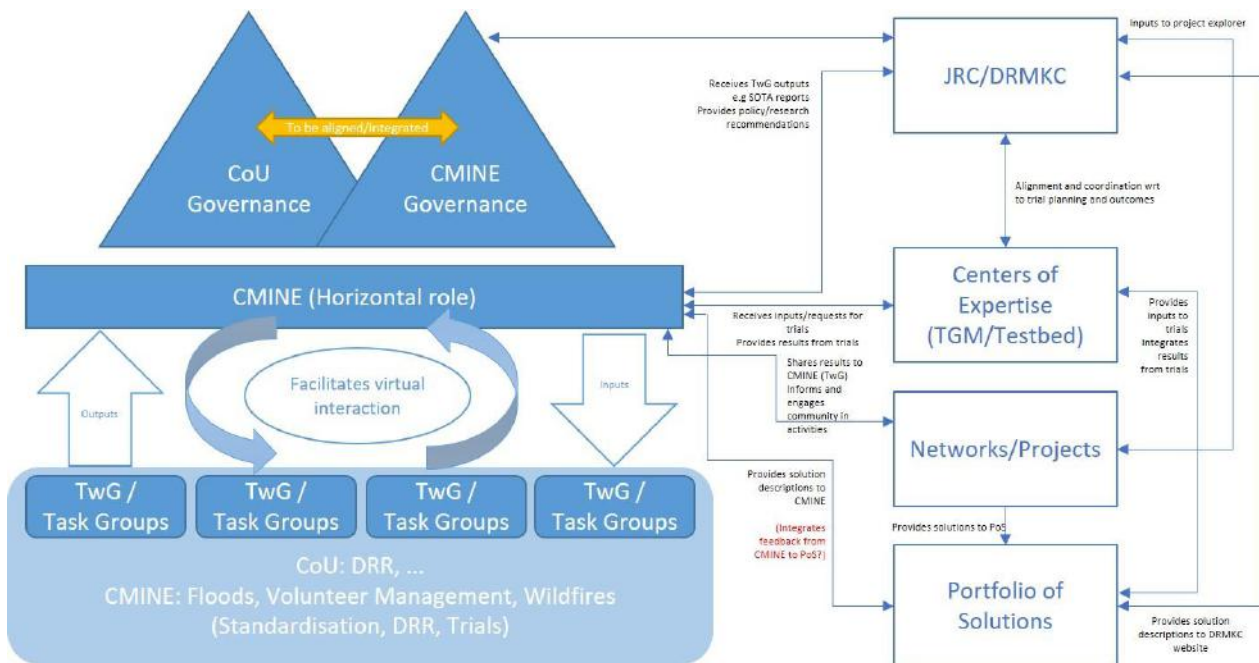 To be aligned/integrated
CoU
Governance
CMINE
Governance
CMINE (Horizontal role)
Outputs
Facilitates virtual
interaction
Inputs
TwG /
Task Groups
TwG /
Task Groups
TwG /
Task Groups
TwG /
Task Groups
CoU: DRR, ...
CMINE: Floods, Volunteer Management, Wildfires
(Standardisation, DRR, Trials)
Receives TwG outputs
e.g SOTA reports
Provides policy/research
recommendations
Inputs to project explorer
JRC/DRMKC
Alignment and coordination wrt
to trial planning and outcomes
Receives inputs/requests for
trials
Provides results from trials
Centers of
Expertise
(TGM/Testbed)
Provides
inputs to
trials
Integrates
results
from trials
Shares results to
CMINE (TwG)
Informs and
engages
community in
activities
Networks/Projects
Provides solution
descriptions to
CMINE
(Integrates
feedback from
CMINE to PoS?)
Provides solutions to PoS
Portfolio of
Solutions
Provides solution
descriptions to DRMKC
website